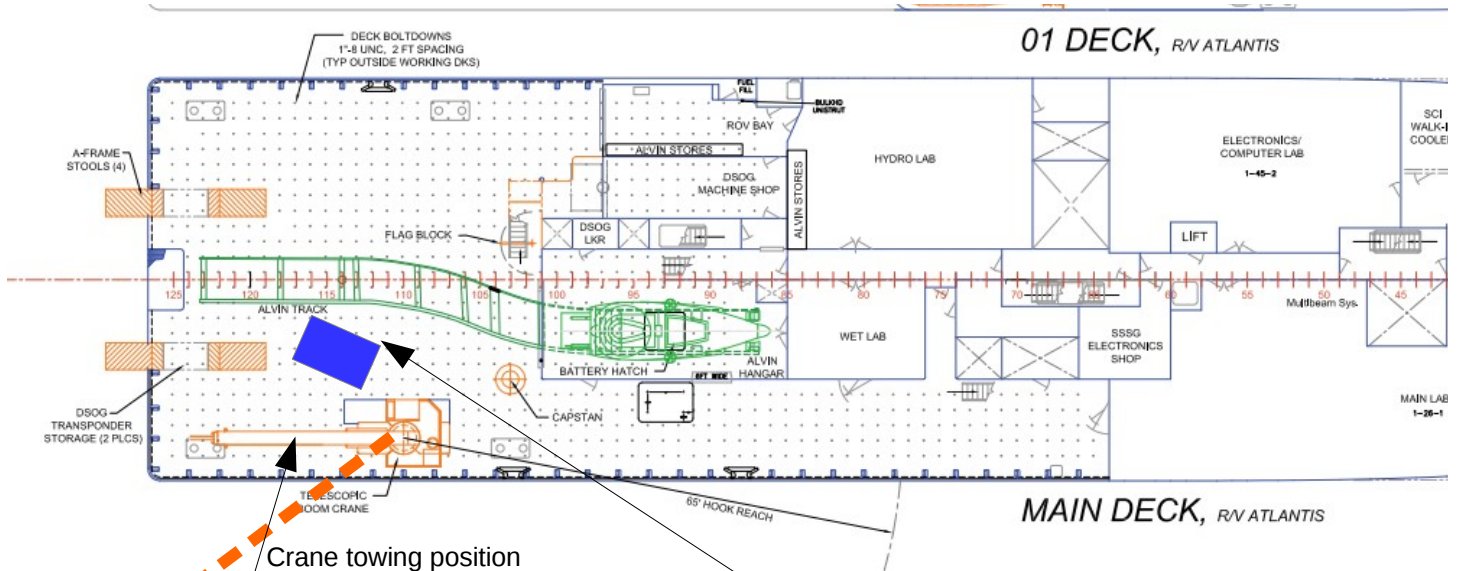 01 DECK, R/V ATLANTIS
DECK BOLTDOWNS
1"-8 UNC, 2 FT SPACING
(TYP OUTSIDE WORKING DKS)
FUEL
FILL
BULKHD
UNISTRUT
ROV BAY
ALVIN STORES
A-FRAME
STOOLS (4)
DSOG
MACHINE SHOP
ALVIN STORES
HYDRO LAB
ELECTRONICS/
COMPUTER LAB
1-45-2
SCI
WALK-I
COOLE
FLAG BLOCK
DSOG
LKR
LIFT
125 120 115 110 105 100 95 90 85 80 75 70 65 60 55 50 45
ALVIN TRACK
Multibeam Sys.
WET LAB
SSSG
ELECTRONICS
SHOP
BATTERY HATCH
ALVIN
HANGAR
8FT WIDE
DSOG
TRANSPONDER
STORAGE (2 PLCS)
CAPSTAN
MAIN LAB
1-26-1
TELESCOPIC
BOOM CRANE
65' HOOK REACH
MAIN DECK, R/V ATLANTIS
Crane towing position